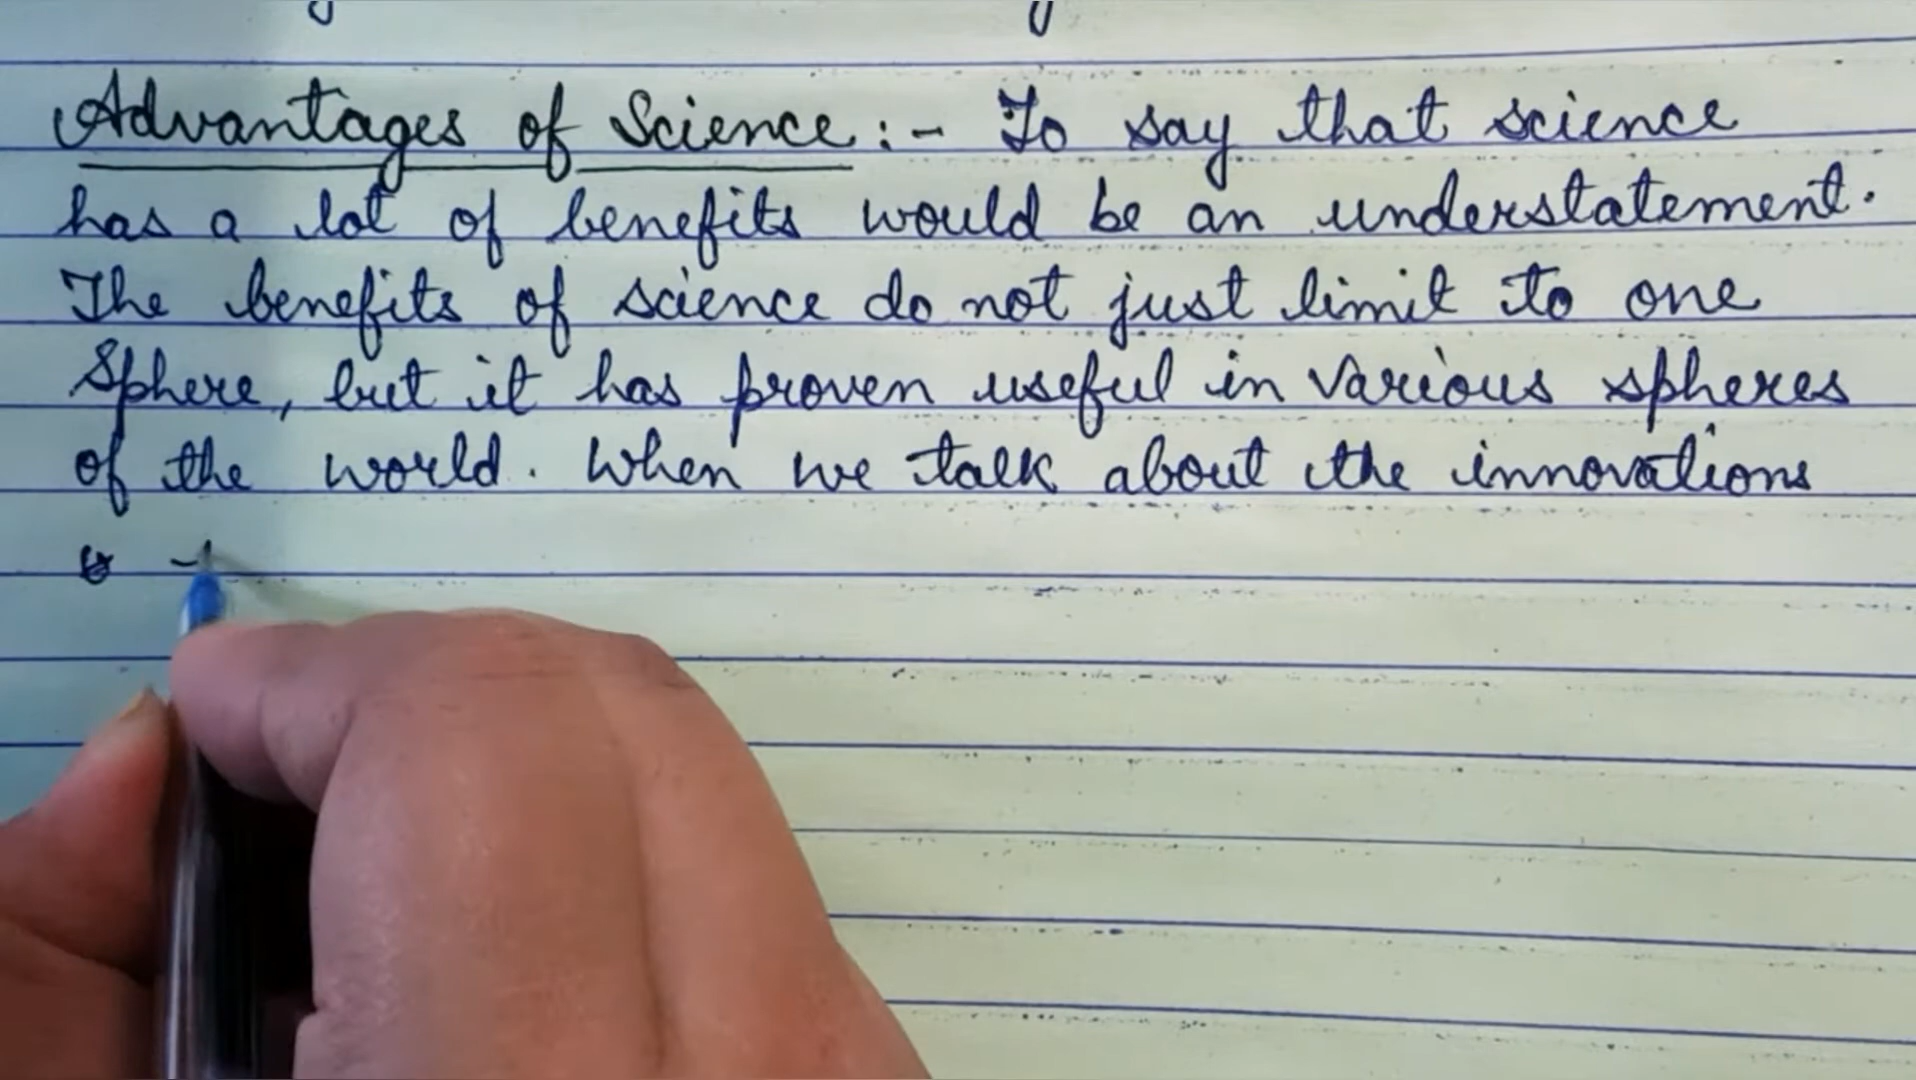 Advantages of Science :- To say that science
has a lot of benefits would be an understatement.
The benefits of science do not just limit to one
Sphere, but it has proven useful in various spheres
of the world. When we talk about the innovations